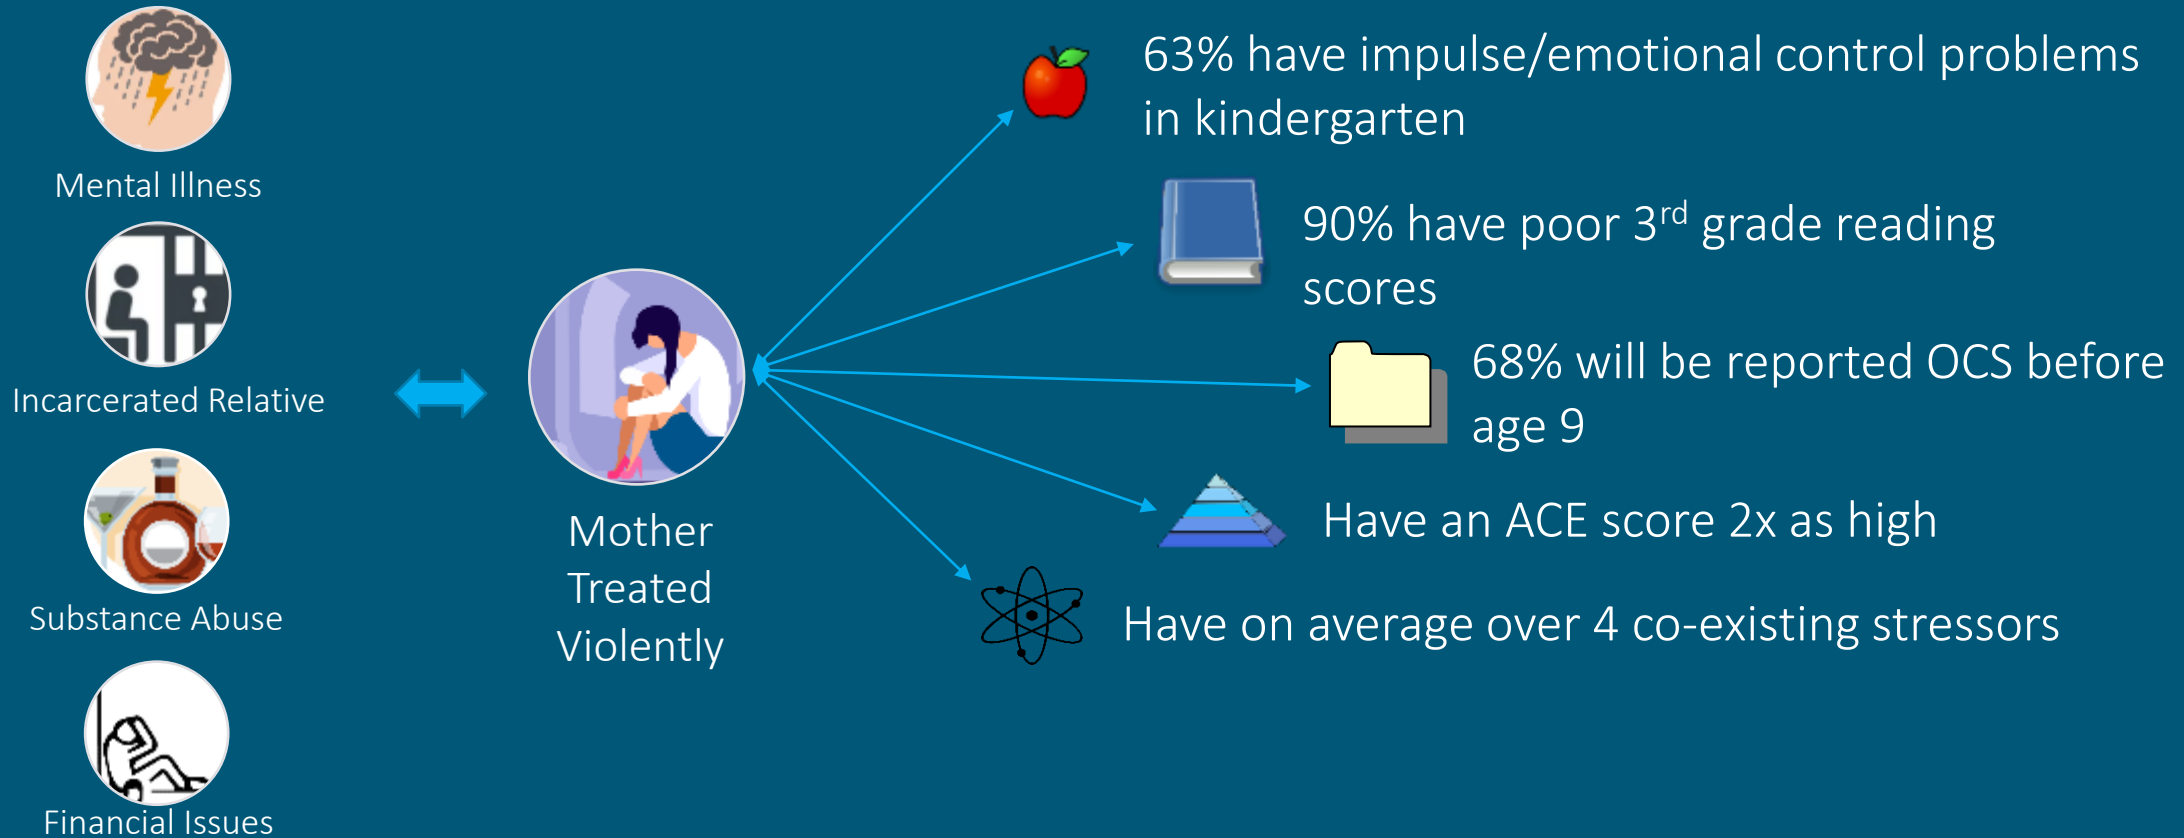 Mental Illness
Incarcerated Relative
Substance Abuse
Financial Issues
Mother
Treated
Violently
63% have impulse/emotional control problems
in kindergarten
90% have poor 3rd grade reading
scores
68% will be reported OCS before
age 9
Have an ACE score 2x as high
Have on average over 4 co-existing stressors